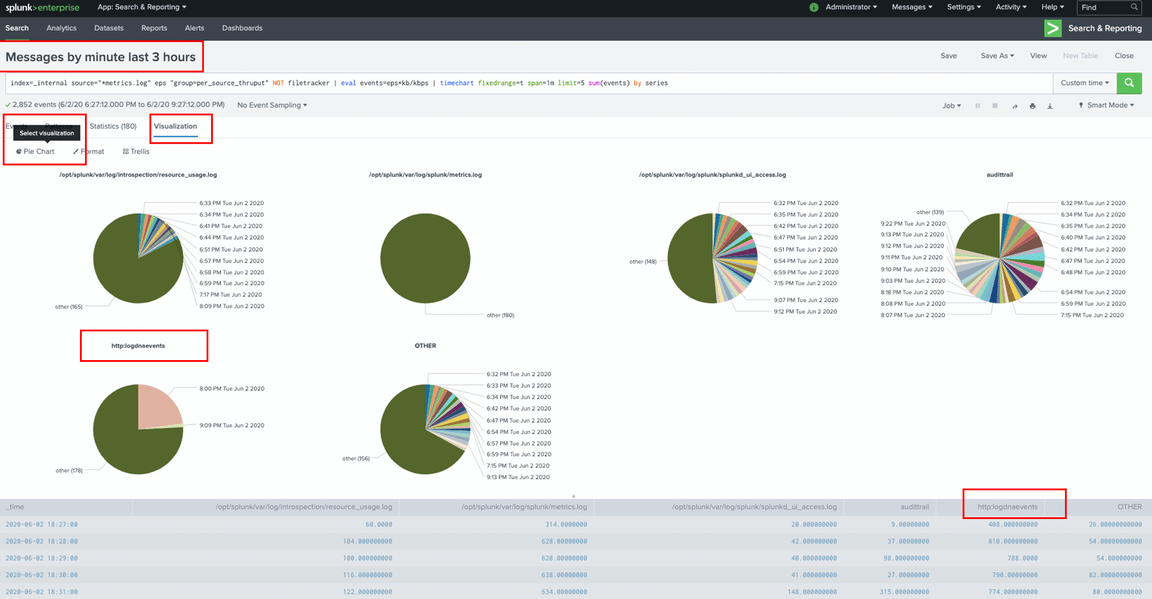 splunk>enterprise App: Search & Reporting
Administrator Messages Settings Activity Help Find
Search Analytics Datasets Reports Alerts Dashboards
Search & Reporting
Messages by minute last 3 hours
Save Save As View New Table Close
index=_internal source="*metrics.log" eps "group=per_source_thruput" NOT filetracker | eval events=eps*kb/kbps | timechart fixedrange=t span=1m limit=5 sum(events) by series
Custom time
2,852 events (6/2/20 6:27:12.000 PM to 6/2/20 9:27:12.000 PM) No Event Sampling
Job Smart Mode
Statistics (180) Visualization
Select visualization
Pie Chart Format Trellis
/opt/splunk/var/log/introspection/resource_usage.log
6:33 PM Tue Jun 2 2020
6:34 PM Tue Jun 2 2020
6:41 PM Tue Jun 2 2020
6:44 PM Tue Jun 2 2020
6:51 PM Tue Jun 2 2020
6:57 PM Tue Jun 2 2020
6:58 PM Tue Jun 2 2020
6:59 PM Tue Jun 2 2020
7:17 PM Tue Jun 2 2020
8:09 PM Tue Jun 2 2020
other (165)
/opt/splunk/var/log/splunk/metrics.log
other (180)
/opt/splunk/var/log/splunk/splunkd_ui_access.log
6:32 PM Tue Jun 2 2020
6:35 PM Tue Jun 2 2020
6:42 PM Tue Jun 2 2020
6:47 PM Tue Jun 2 2020
6:51 PM Tue Jun 2 2020
6:54 PM Tue Jun 2 2020
6:59 PM Tue Jun 2 2020
7:15 PM Tue Jun 2 2020
9:07 PM Tue Jun 2 2020
9:12 PM Tue Jun 2 2020
other (148)
audittrail
6:32 PM Tue Jun 2 2020
6:34 PM Tue Jun 2 2020
6:35 PM Tue Jun 2 2020
6:40 PM Tue Jun 2 2020
6:42 PM Tue Jun 2 2020
6:47 PM Tue Jun 2 2020
6:48 PM Tue Jun 2 2020
6:54 PM Tue Jun 2 2020
6:59 PM Tue Jun 2 2020
7:15 PM Tue Jun 2 2020
other (139)
9:22 PM Tue Jun 2 2020
9:13 PM Tue Jun 2 2020
9:12 PM Tue Jun 2 2020
9:11 PM Tue Jun 2 2020
9:10 PM Tue Jun 2 2020
9:03 PM Tue Jun 2 2020
8:18 PM Tue Jun 2 2020
8:08 PM Tue Jun 2 2020
8:07 PM Tue Jun 2 2020
http:logdnaevents
8:00 PM Tue Jun 2 2020
9:09 PM Tue Jun 2 2020
other (178)
OTHER
6:32 PM Tue Jun 2 2020
6:33 PM Tue Jun 2 2020
6:34 PM Tue Jun 2 2020
6:42 PM Tue Jun 2 2020
6:47 PM Tue Jun 2 2020
6:54 PM Tue Jun 2 2020
6:57 PM Tue Jun 2 2020
6:59 PM Tue Jun 2 2020
7:15 PM Tue Jun 2 2020
9:13 PM Tue Jun 2 2020
other (156)
_time /opt/splunk/var/log/introspection/resource_usage.log /opt/splunk/var/log/splunk/metrics.log /opt/splunk/var/log/splunk/splunkd_ui_access.log audittrail http:logdnaevents OTHER
2020-06-02 18:27:00 60.0000 314.0000000 20.000000000 9.00000000 408.000000000 26.00000000000
2020-06-02 18:28:00 104.000000000 628.0000000 42.000000000 37.000000000 810.000000000 54.000000000000
2020-06-02 18:29:00 100.000000000 628.0000000 40.000000000 98.000000000 788.0000 54.0000000000
2020-06-02 18:30:00 116.000000000 638.0000000 41.000000000 27.000000000 790.000000000 82.000000000000
2020-06-02 18:31:00 122.000000000 634.0000000 148.000000000 315.000000000 774.000000000 80.000000000000